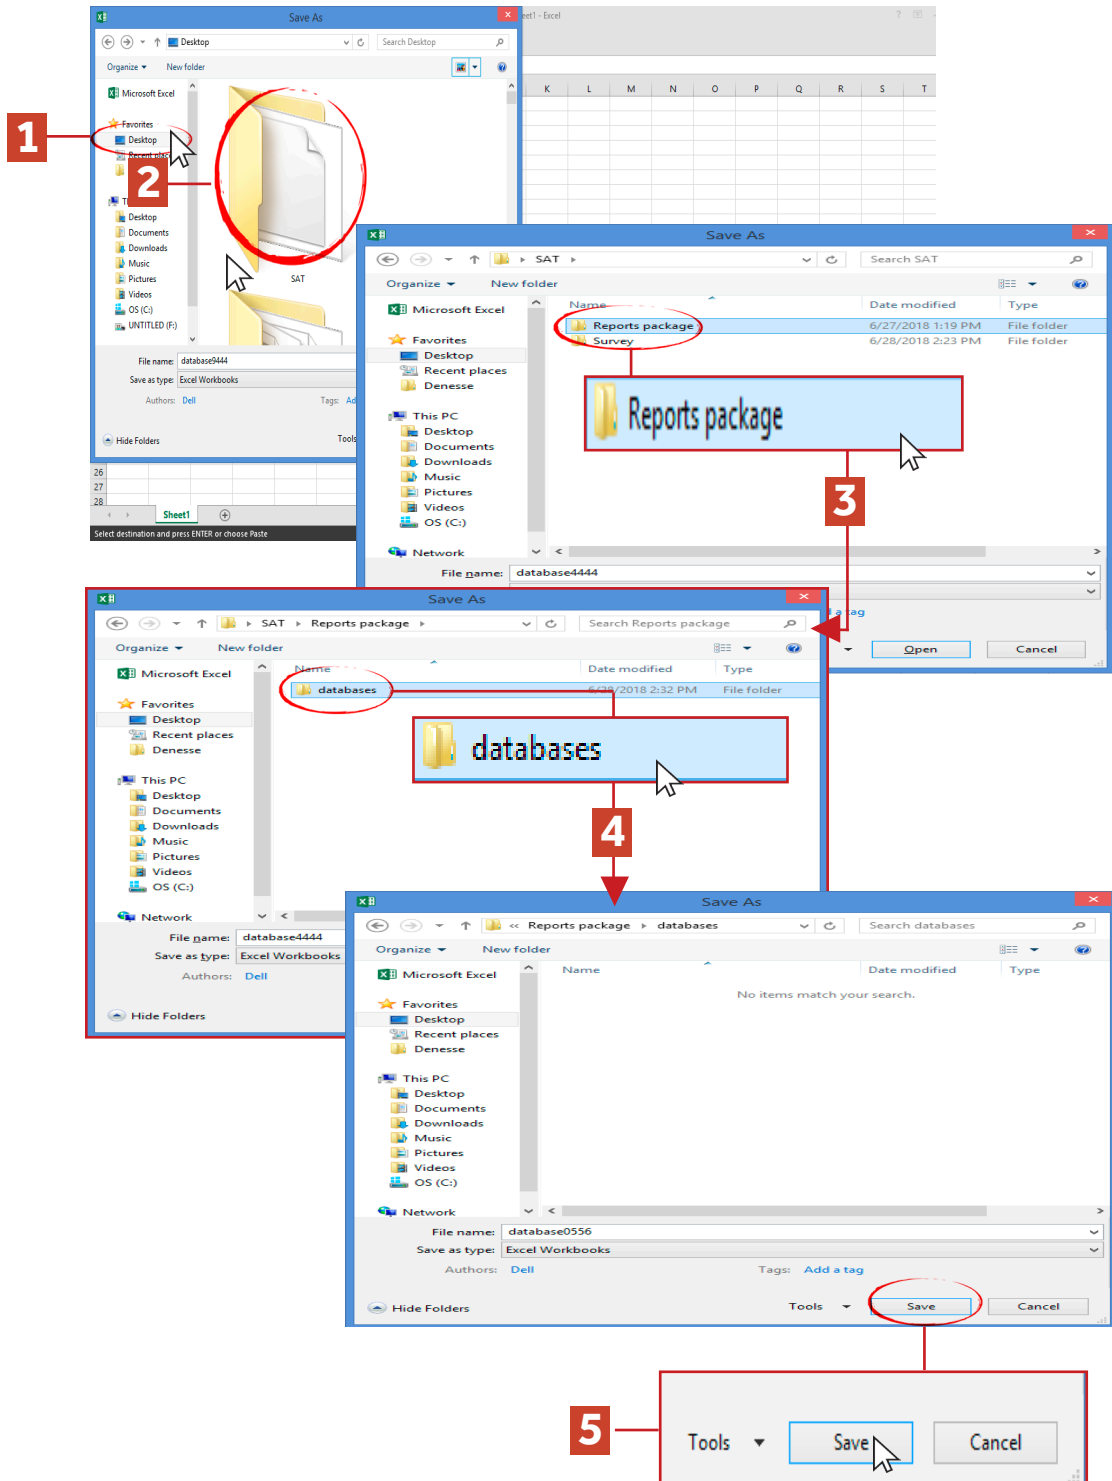 Save As
eet1 - Excel
?
Desktop
Search Desktop
Organize
New folder
Microsoft Excel
Favorites
Desktop
2
1
Desktop
Documents
Downloads
Music
Pictures
Videos
OS (C:)
UNTITLED (F:)
SAT
File name: database9444
Save as type: Excel Workbooks
Authors: Dell
Tags: Ad
Hide Folders
Tools
K L M N O P Q R S T
26
27
28
Sheet1
Select destination and press ENTER or choose Paste
Save As
SAT
Search SAT
Organize
New folder
Microsoft Excel
Favorites
Desktop
Recent places
Denesse
This PC
Desktop
Documents
Downloads
Music
Pictures
Videos
OS (C:)
Network
Name Date modified Type
Reports package 6/27/2018 1:19 PM File folder
Survey 6/28/2018 2:23 PM File folder
Reports package
3
File name: database4444
a tag
Open Cancel
Save As
SAT Reports package
Search Reports package
Organize
New folder
Microsoft Excel
Favorites
Desktop
Recent places
Denesse
This PC
Desktop
Documents
Downloads
Music
Pictures
Videos
OS (C:)
Network
Name Date modified Type
databases 6/28/2018 2:32 PM File folder
databases
4
File name: database4444
Save as type: Excel Workbooks
Authors: Dell
Hide Folders
Save As
« Reports package databases
Search databases
Organize
New folder
Microsoft Excel
Favorites
Desktop
Recent places
Denesse
This PC
Desktop
Documents
Downloads
Music
Pictures
Videos
OS (C:)
Network
Name Date modified Type
No items match your search.
File name: database0556
Save as type: Excel Workbooks
Authors: Dell
Tags: Add a tag
Hide Folders
Tools Save Cancel
5
Tools Save Cancel